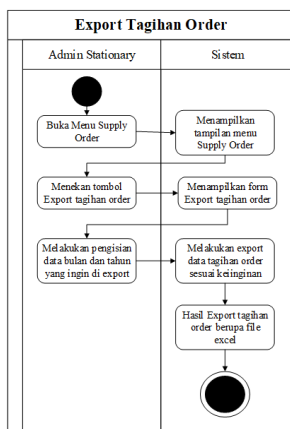 Export Tagihan Order
Admin Stationary
Sistem
Buka Menu Supply
Order
Menampilkan
tampilan menu
Supply Order
Menekan tombol
Export tagihan order
Menampilkan form
Export tagihan order
Melakukan pengisian
data bulan dan tahun
yang ingin di export
Melakukan export
data tagihan order
sesuai keiinginan
Hasil Export tagihan
order berupa file
excel